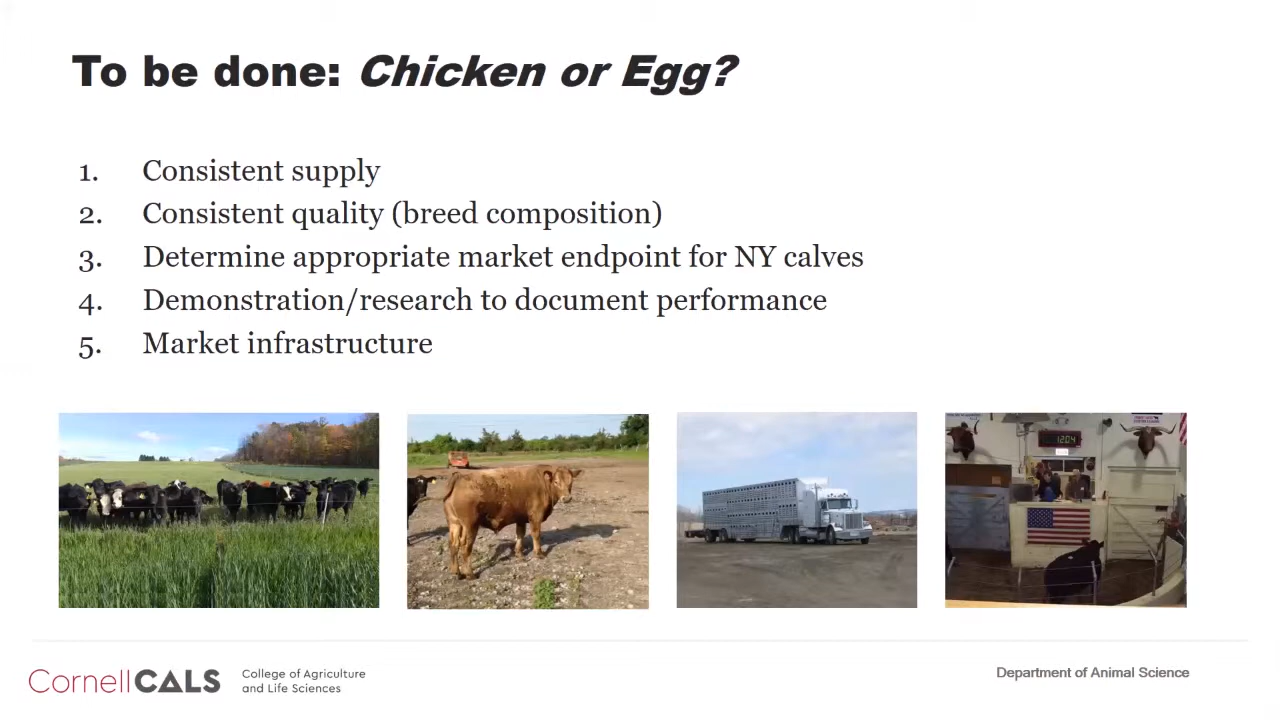 To be done: Chicken or Egg?
1. Consistent supply
2. Consistent quality (breed composition)
3. Determine appropriate market endpoint for NY calves
4. Demonstration/research to document performance
5. Market infrastructure
1204
CornellCALS
College of Agriculture
and Life Sciences
Department of Animal Science